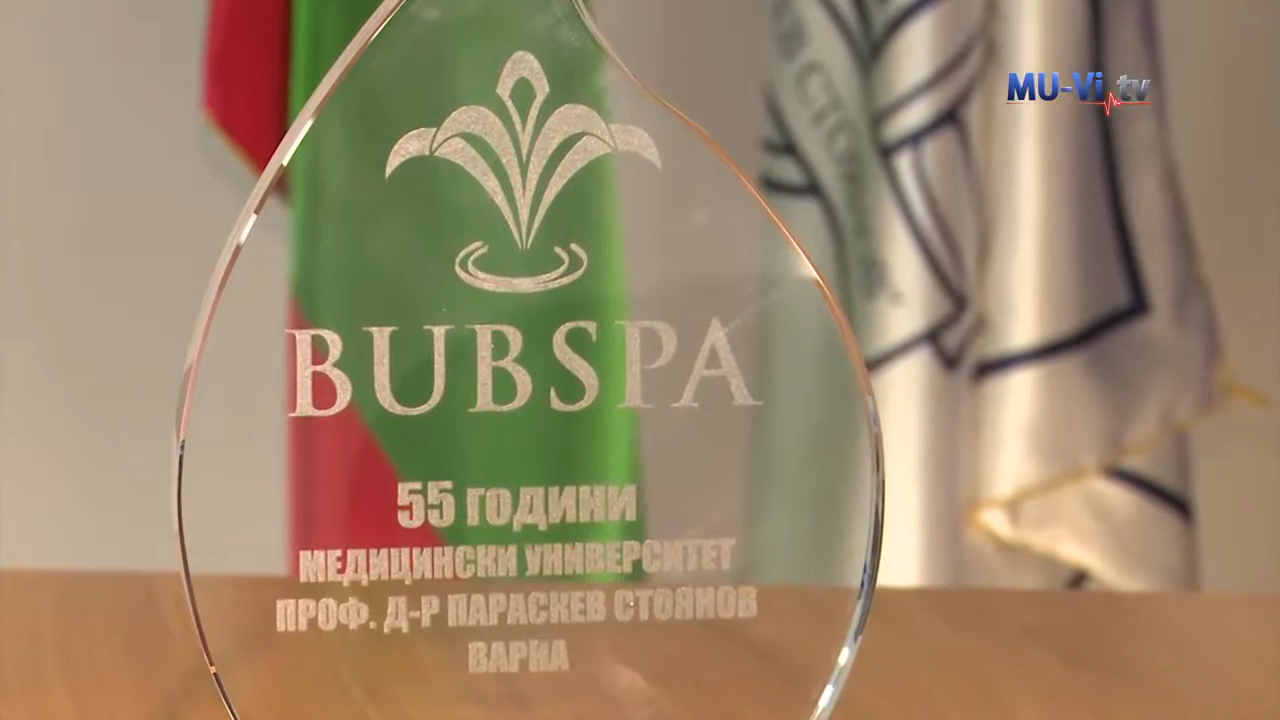 MU-Vi.tv
BUBSPA
55 ГОДИНИ
МЕДИЦИНСКИ УНИВЕРСИТЕТ
ПРОФ. Д-Р ПАРАСКЕВ СТОЯНОВ
ВАРНА